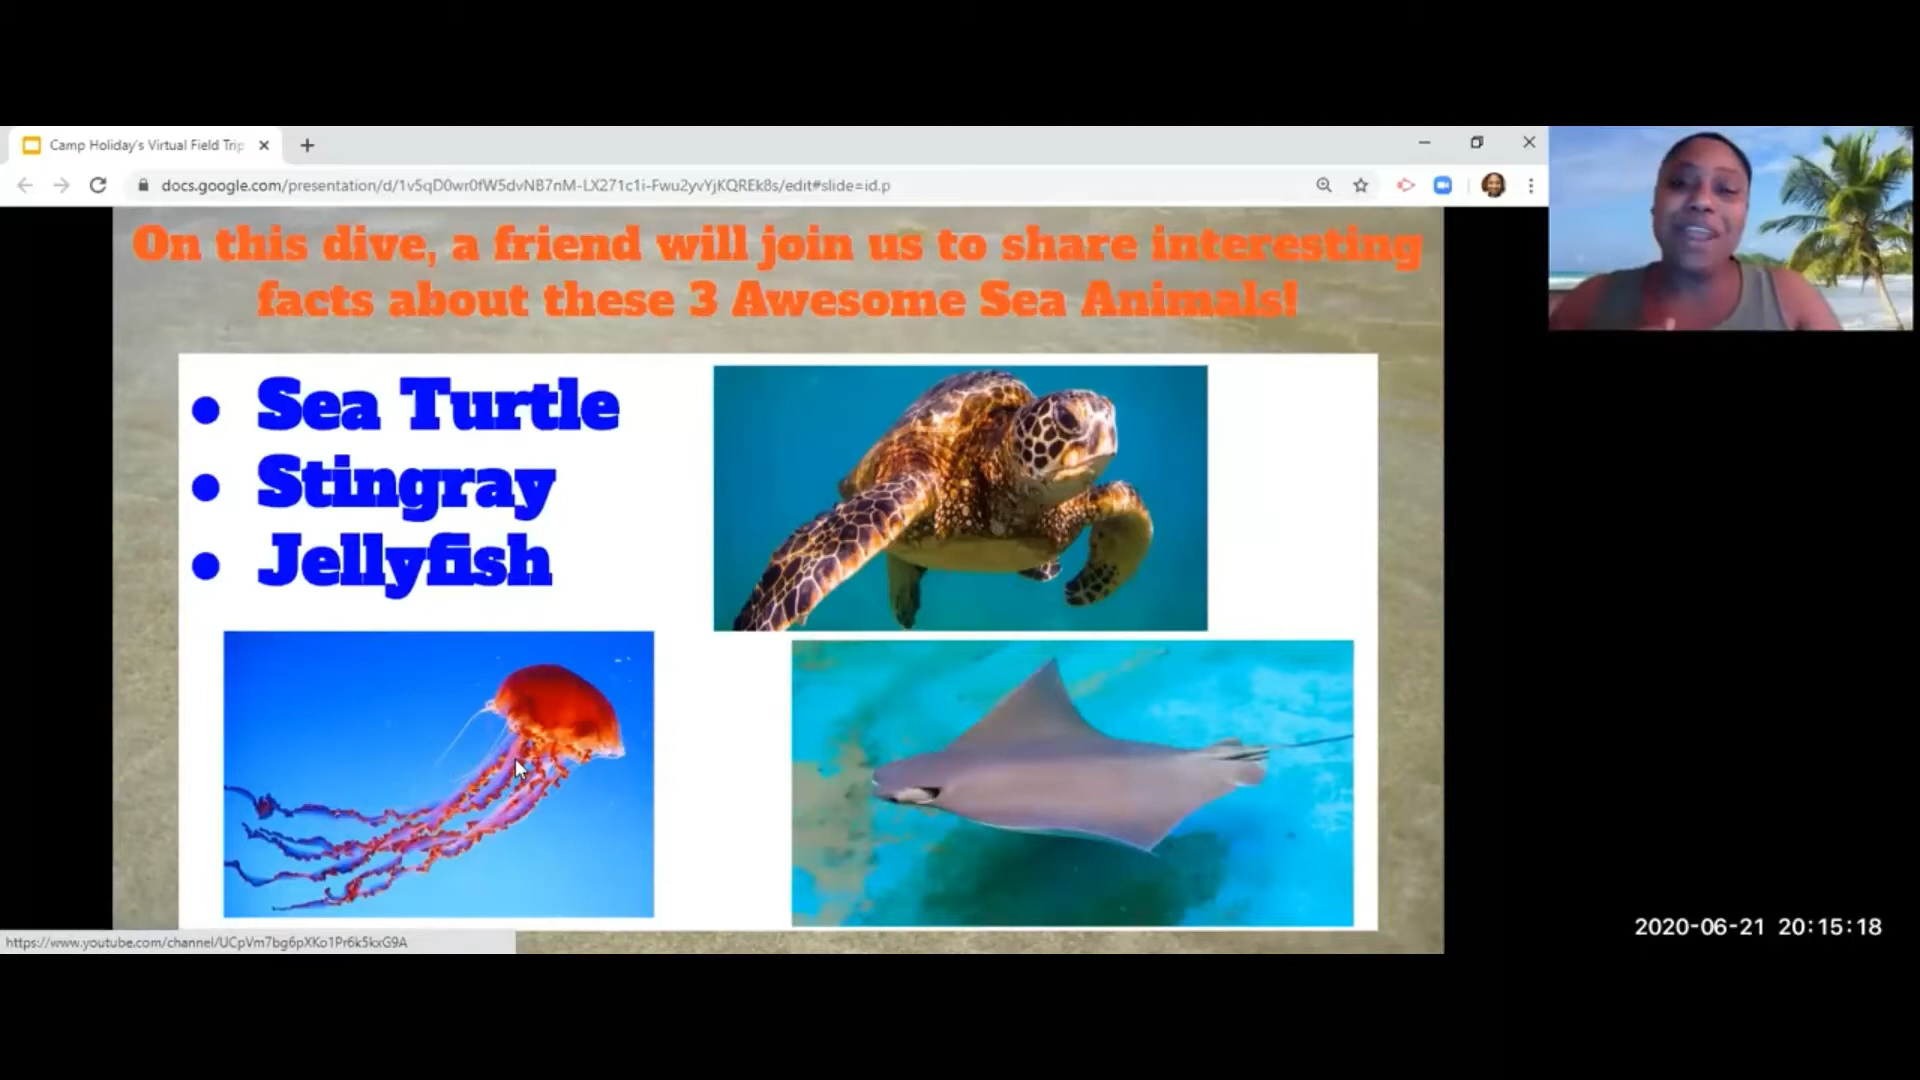 Camp Holiday's Virtual Field Trip
docs.google.com/presentation/d/1v5qD0wr0fW5dvNB7nM-LX271c1i-Fwu2yvYjKQREk8s/edit#slide=id.p
On this dive, a friend will join us to share interesting
facts about these 3 Awesome Sea Animals!
• Sea Turtle
• Stingray
• Jellyfish
https://www.youtube.com/channel/UCpVm7bg6pXKo1Pr6k5kxG9A
2020-06-21 20:15:18